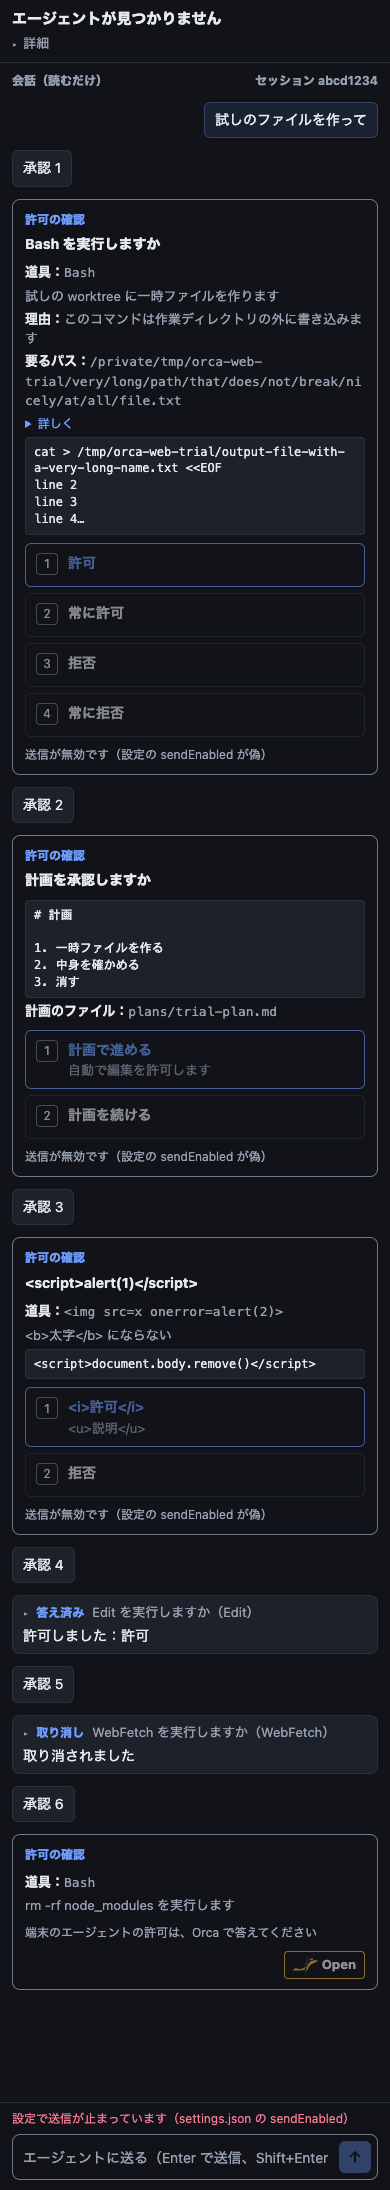 エージェントが見つかりません
▸ 詳細
会話（読むだけ） セッション abcd1234
試しのファイルを作って
承認 1
許可の確認
Bash を実行しますか
道具：Bash
試しの worktree に一時ファイルを作ります
理由：このコマンドは作業ディレクトリの外に書き込みま
す
要るパス：/private/tmp/orca-web-
trial/very/long/path/that/does/not/break/ni
cely/at/all/file.txt
▶ 詳しく
cat > /tmp/orca-web-trial/output-file-with-
a-very-long-name.txt <<EOF
line 2
line 3
line 4…
1 許可
2 常に許可
3 拒否
4 常に拒否
送信が無効です（設定の sendEnabled が偽）
承認 2
許可の確認
計画を承認しますか
# 計画
1. 一時ファイルを作る
2. 中身を確かめる
3. 消す
計画のファイル：plans/trial-plan.md
1 計画で進める
自動で編集を許可します
2 計画を続ける
送信が無効です（設定の sendEnabled が偽）
承認 3
許可の確認
<script>alert(1)</script>
道具：<img src=x onerror=alert(2)>
<b>太字</b> にならない
<script>document.body.remove()</script>
1 <i>許可</i>
<u>説明</u>
2 拒否
送信が無効です（設定の sendEnabled が偽）
承認 4
▸ 答え済み Edit を実行しますか（Edit）
許可しました：許可
承認 5
▸ 取り消し WebFetch を実行しますか（WebFetch）
取り消されました
承認 6
許可の確認
道具：Bash
rm -rf node_modules を実行します
端末のエージェントの許可は、Orca で答えてください
Open
設定で送信が止まっています（settings.json の sendEnabled）
エージェントに送る（Enter で送信、Shift+Enter